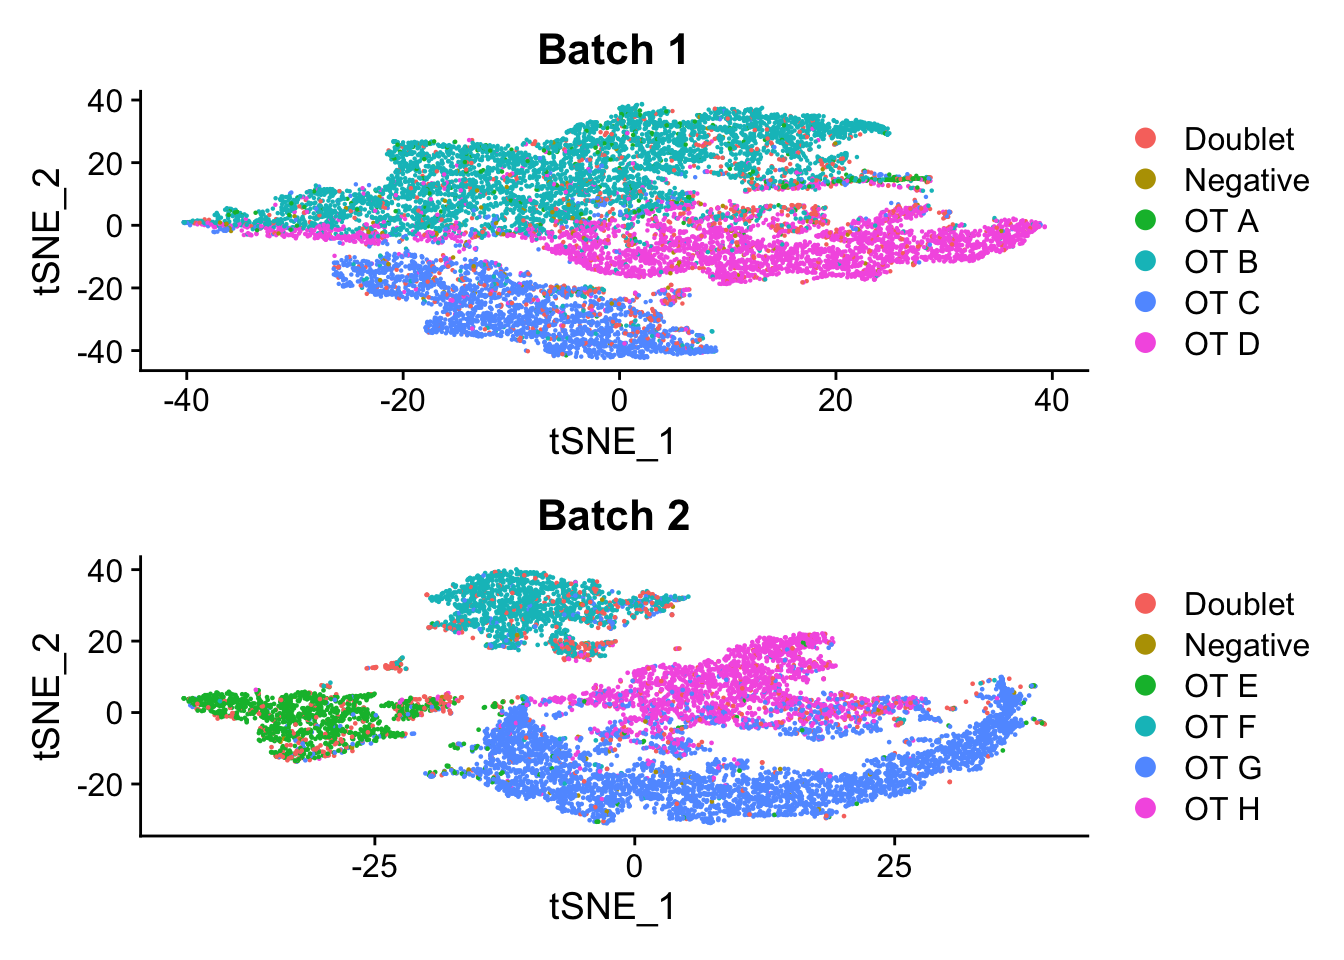 Batch 1
tSNE_2
40
20
0
-20
-40
-40 -20 0 20 40
tSNE_1
Doublet
Negative
OT A
OT B
OT C
OT D
Batch 2
tSNE_2
40
20
0
-20
-25 0 25
tSNE_1
Doublet
Negative
OT E
OT F
OT G
OT H